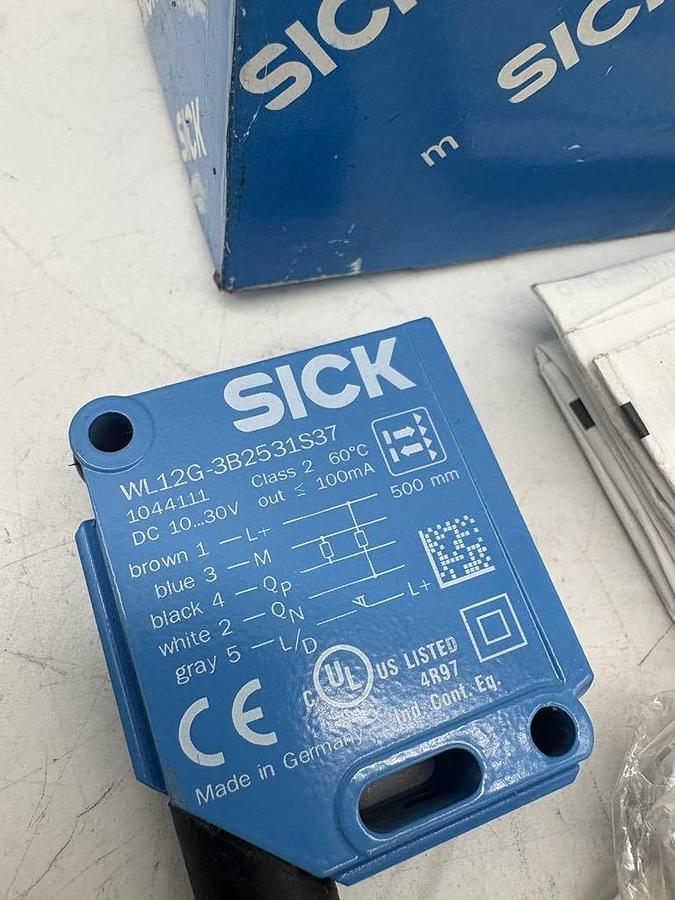 SICK
SICK
SICK
m
SICK
WL12G-3B2531S37
1044111 Class 2 60°C
DC 10...30V out ≤ 100mA
500 mm
brown 1 L+
blue 3 M
black 4 QP
white 2 QN
gray 5 L/D
L+
C UL US LISTED
4R97
Ind. Cont. Eq.
CE
Made in Germany